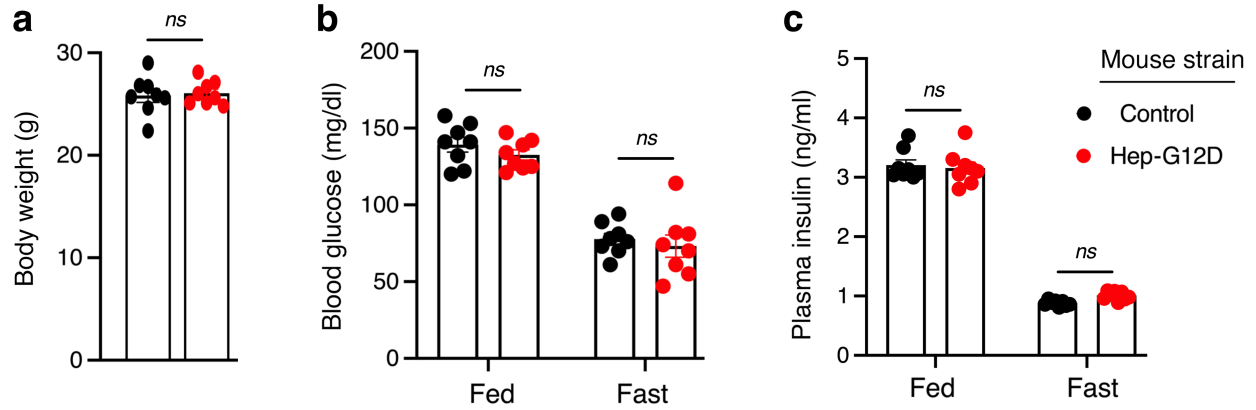 a
ns
Body weight (g)
30
20
10
0
b
ns
ns
Blood glucose (mg/dl)
200
150
100
50
0
Fed
Fast
c
ns
ns
Plasma insulin (ng/ml)
5
4
3
2
1
0
Fed
Fast
Mouse strain
Control
Hep-G12D